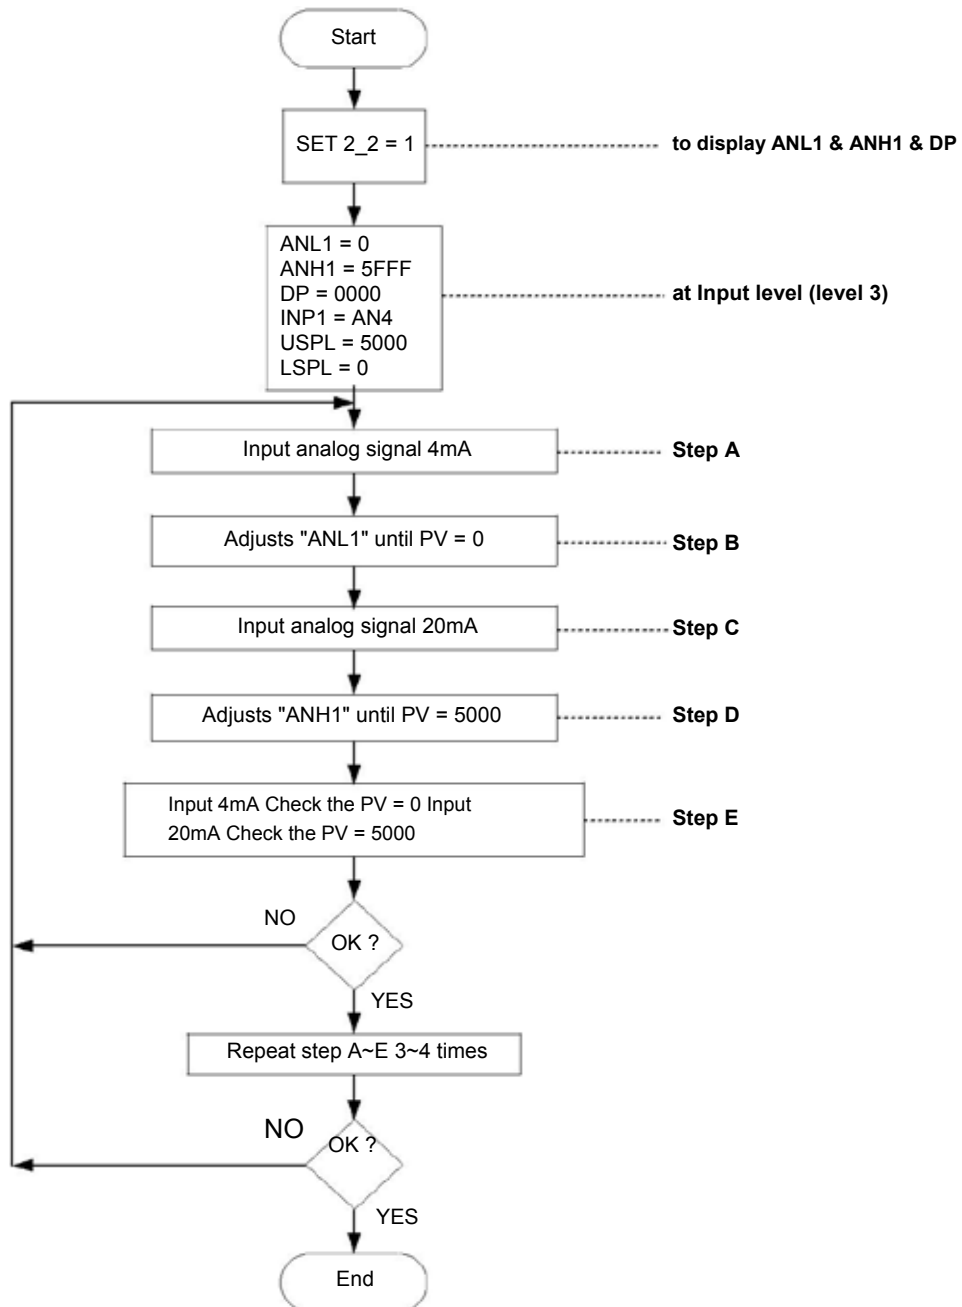 Start
SET 2_2 = 1
to display ANL1 & ANH1 & DP
ANL1 = 0
ANH1 = 5FFF
DP = 0000
INP1 = AN4
USPL = 5000
LSPL = 0
at Input level (level 3)
Input analog signal 4mA
Step A
Adjusts "ANL1" until PV = 0
Step B
Input analog signal 20mA
Step C
Adjusts "ANH1" until PV = 5000
Step D
Input 4mA Check the PV = 0 Input
20mA Check the PV = 5000
Step E
NO
OK ?
YES
Repeat step A~E 3~4 times
NO
OK ?
YES
End